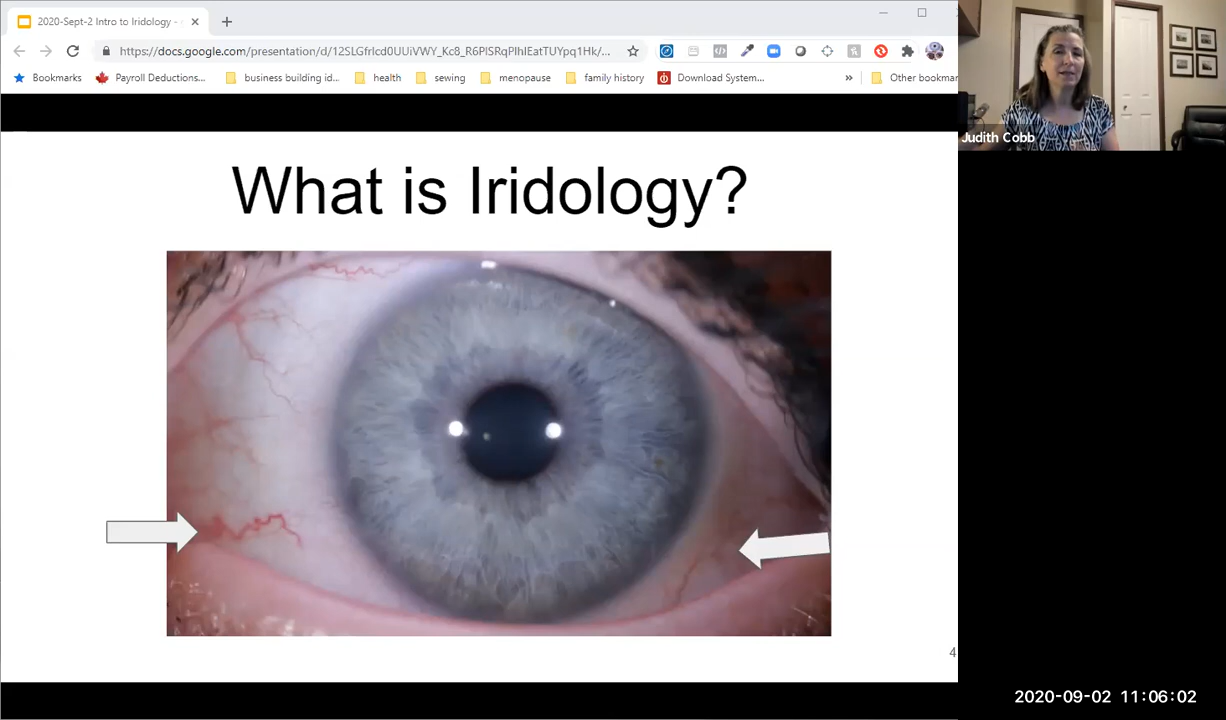 2020-Sept-2 Intro to Iridology -
https://docs.google.com/presentation/d/12SLGfrIcd0UUiVWY_Kc8_R6PlSRqPlhIEatTUYpq1Hk/...
Bookmarks Payroll Deductions... business building id... health sewing menopause family history Download System... » Other bookmar
Judith Cobb
What is Iridology?
4
2020-09-02 11:06:02